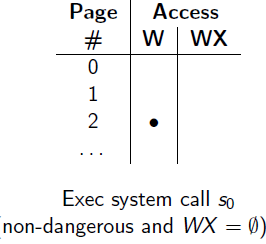 Page Access
# W WX
0
1
2 •
...
Exec system call s₀
(non-dangerous and WX = ∅)